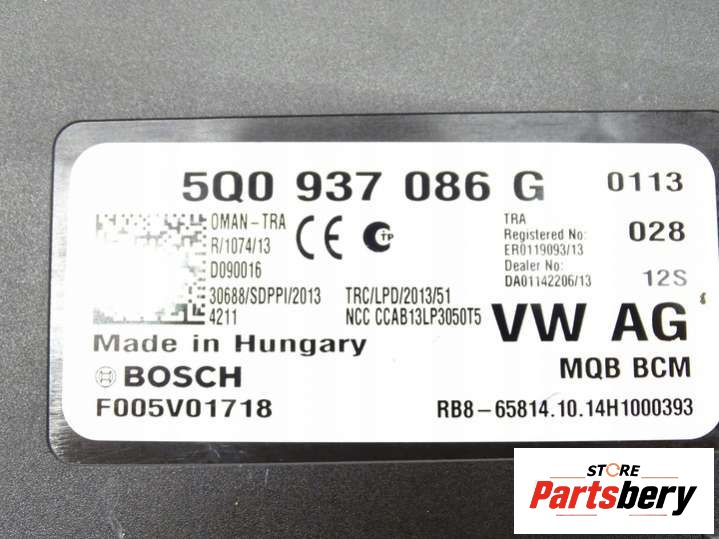 5Q0 937 086 G 0113
OMAN-TRA
R/1074/13
D090016
30688/SDPPI/2013
4211
CE
TP
TRC/LPD/2013/51
NCC CCAB13LP3050T5
TRA
Registered No:
ER0119093/13
Dealer No:
DA01142206/13
028
12S
VW AG
Made in Hungary
MQB BCM
BOSCH
F005V01718
RB8-65814.10.14H1000393
STORE
Partsbery